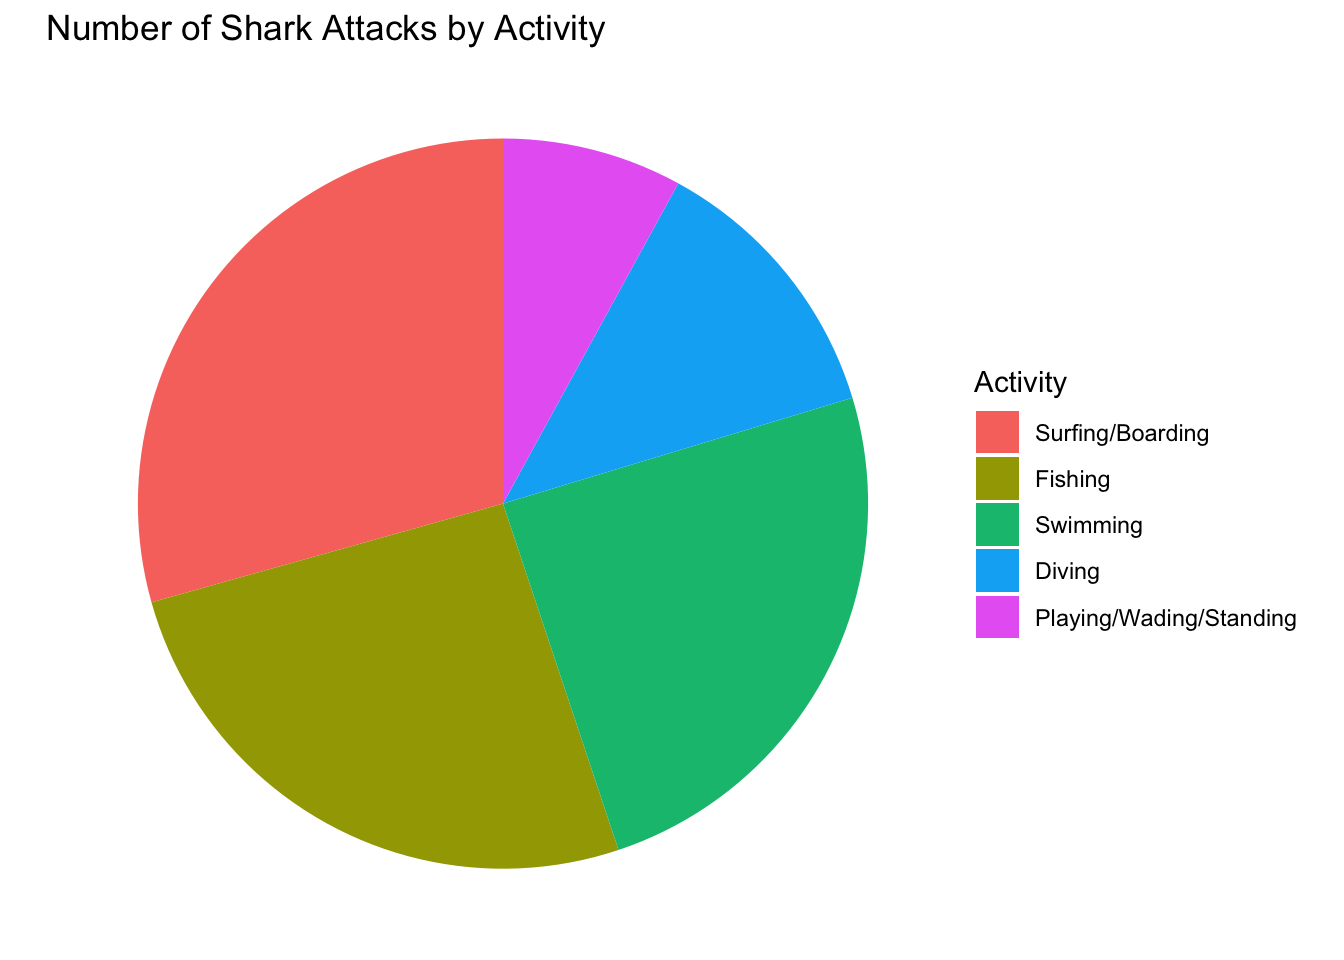 Number of Shark Attacks by Activity
Activity
Surfing/Boarding
Fishing
Swimming
Diving
Playing/Wading/Standing